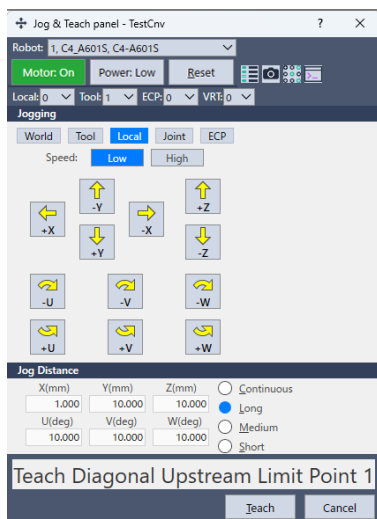 Jog & Teach panel - TestCnv ? ×
Robot: 1, C4_A601S, C4-A601S
Motor: On Power: Low Reset
Local: 0 Tool: 1 ECP: 0 VRT: 0
Jogging
World Tool Local Joint ECP
Speed: Low High
+X -Y -X +Z
+Y -Z
-U -V -W
+U +V +W
Jog Distance
X(mm) Y(mm) Z(mm) Continuous
1.000 10.000 10.000 Long
U(deg) V(deg) W(deg) Medium
10.000 10.000 10.000 Short
Teach Diagonal Upstream Limit Point 1
Teach Cancel